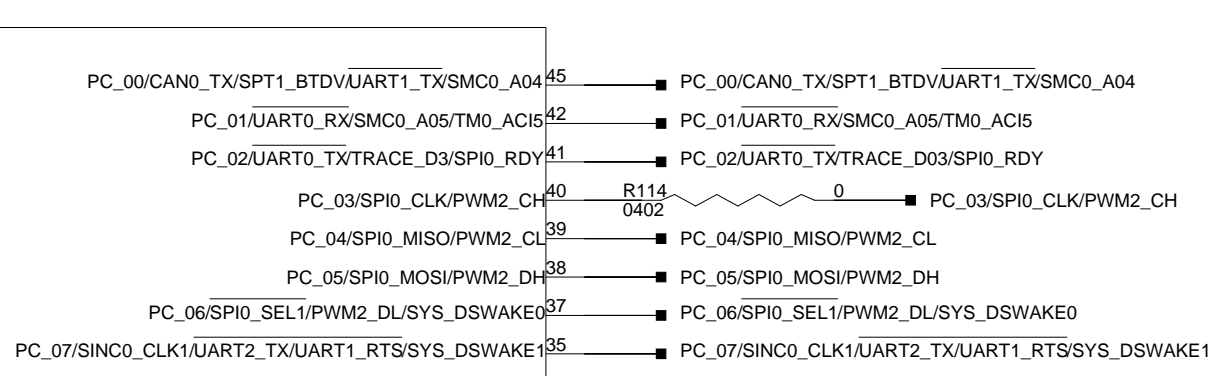 PC_00/CAN0_TX/SPT1_BTDV/UART1_TX/SMC0_A04 45 PC_00/CAN0_TX/SPT1_BTDV/UART1_TX/SMC0_A04
PC_01/UART0_RX/SMC0_A05/TM0_ACI5 42 PC_01/UART0_RX/SMC0_A05/TM0_ACI5
PC_02/UART0_TX/TRACE_D3/SPI0_RDY 41 PC_02/UART0_TX/TRACE_D03/SPI0_RDY
PC_03/SPI0_CLK/PWM2_CH 40 R114 0 PC_03/SPI0_CLK/PWM2_CH
0402
PC_04/SPI0_MISO/PWM2_CL 39 PC_04/SPI0_MISO/PWM2_CL
PC_05/SPI0_MOSI/PWM2_DH 38 PC_05/SPI0_MOSI/PWM2_DH
PC_06/SPI0_SEL1/PWM2_DL/SYS_DSWAKE0 37 PC_06/SPI0_SEL1/PWM2_DL/SYS_DSWAKE0
PC_07/SINC0_CLK1/UART2_TX/UART1_RTS/SYS_DSWAKE1 35 PC_07/SINC0_CLK1/UART2_TX/UART1_RTS/SYS_DSWAKE1